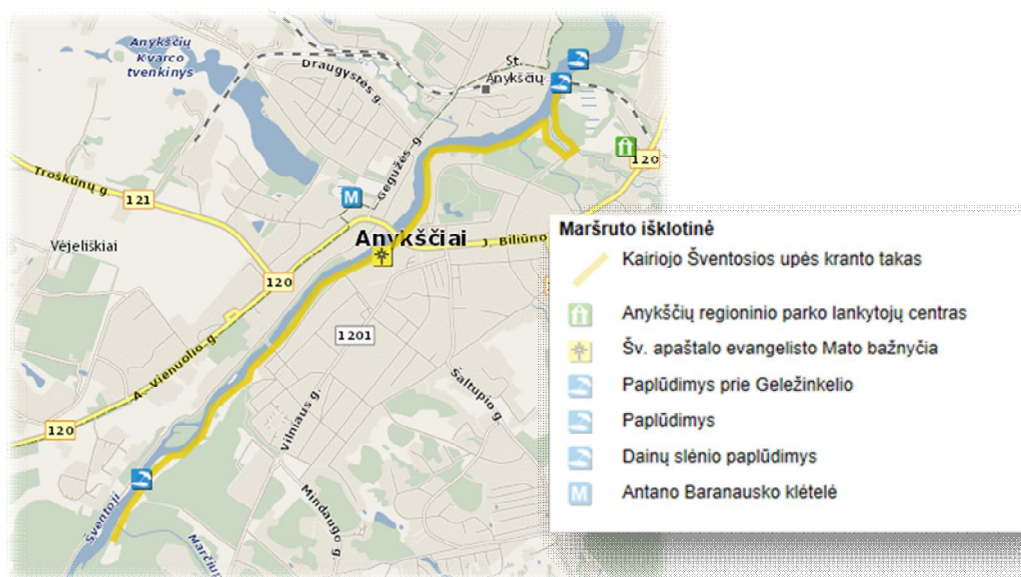 Anykščių
Kvarco
tvenkinys
Draugystės g.
St.
Anykščių
Gegužės g.
120
Troškūnų g.
121
M
Vėjeliškiai
Anykščiai
J. Biliūno
120
1201
A. Vienuolio g.
120
Vilniaus g.
Šaltupio g.
Mindaugo g.
Šventoji
Maršruto išklotinė
Kairiojo Šventosios upės kranto takas
Anykščių regioninio parko lankytojų centras
Šv. apaštalo evangelisto Mato bažnyčia
Paplūdimys prie Geležinkelio
Paplūdimys
Dainų slėnio paplūdimys
M Antano Baranausko klėtelė